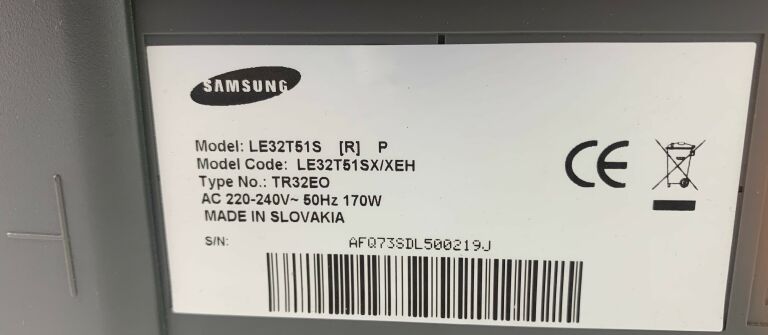 SAMSUNG
Model: LE32T51S [R] P
Model Code: LE32T51SX/XEH
Type No.: TR32EO
AC 220-240V~ 50Hz 170W
MADE IN SLOVAKIA
S/N: AFQ73SDL500219J
CE